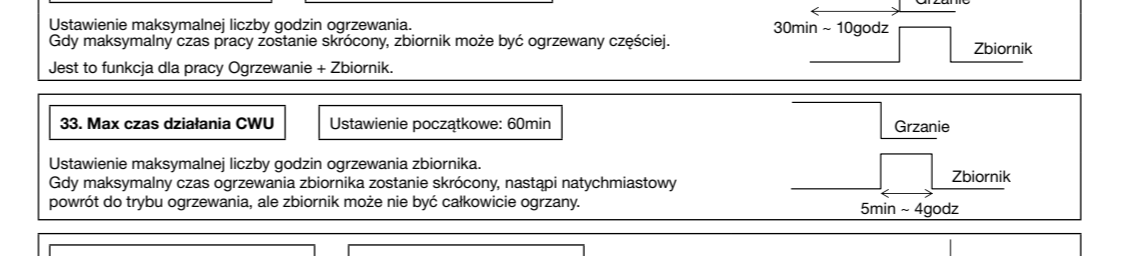 Grzanie
Ustawienie maksymalnej liczby godzin ogrzewania.
Gdy maksymalny czas pracy zostanie skrócony, zbiornik może być ogrzewany częściej.
30min ~ 10godz
Zbiornik
Jest to funkcja dla pracy Ogrzewanie + Zbiornik.
33. Max czas działania CWU
Ustawienie początkowe: 60min
Grzanie
Ustawienie maksymalnej liczby godzin ogrzewania zbiornika.
Gdy maksymalny czas ogrzewania zbiornika zostanie skrócony, nastąpi natychmiastowy
powrót do trybu ogrzewania, ale zbiornik może nie być całkowicie ogrzany.
Zbiornik
5min ~ 4godz